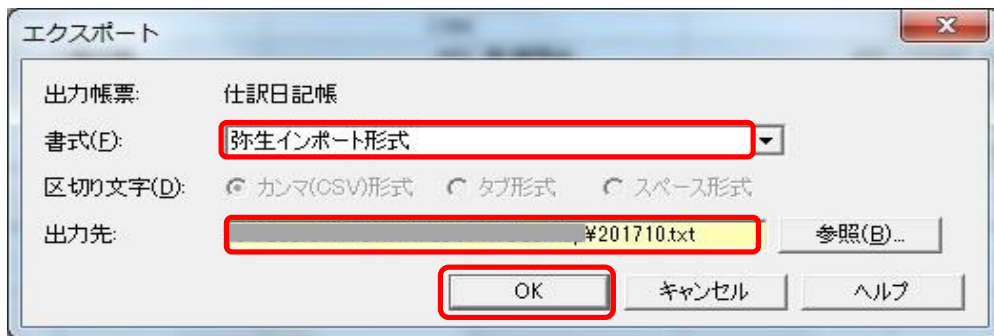 エクスポート
出力帳票: 仕訳日記帳
書式(F): 弥生インポート形式
区切り文字(D): カンマ(CSV)形式 タブ形式 スペース形式
出力先: ¥201710.txt 参照(B)...
OK キャンセル ヘルプ